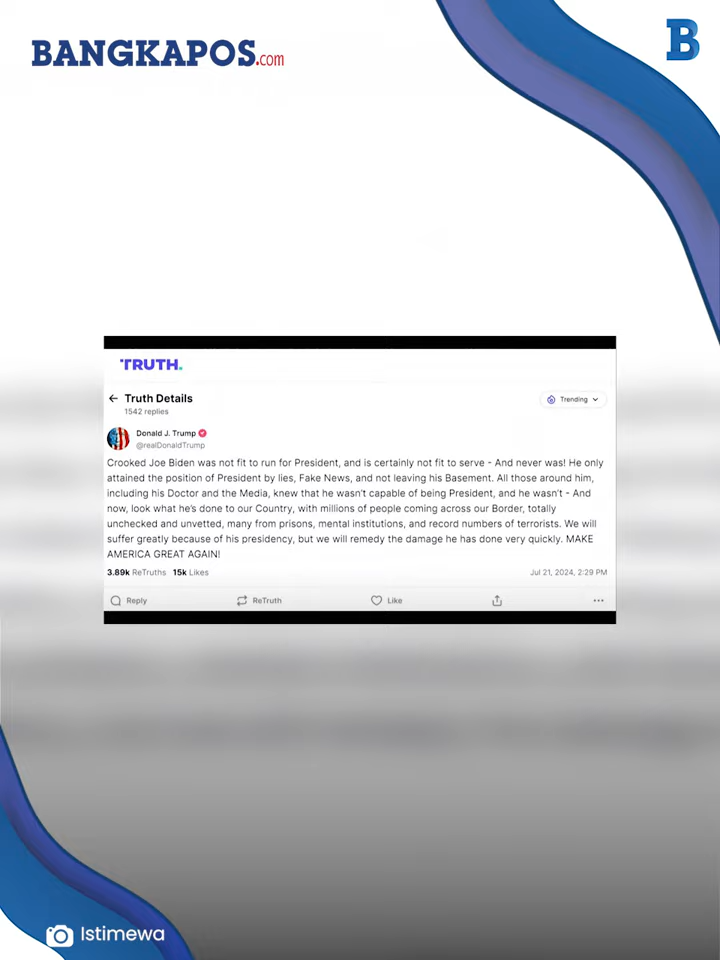 BANGKAPOS.com
B
TRUTH.
Truth Details
1542 replies
Trending
Donald J. Trump
@realDonaldTrump
Crooked Joe Biden was not fit to run for President, and is certainly not fit to serve - And never was! He only
attained the position of President by lies, Fake News, and not leaving his Basement. All those around him,
including his Doctor and the Media, knew that he wasn't capable of being President, and he wasn't - And
now, look what he's done to our Country, with millions of people coming across our Border, totally
unchecked and unvetted, many from prisons, mental institutions, and record numbers of terrorists. We will
suffer greatly because of his presidency, but we will remedy the damage he has done very quickly. MAKE
AMERICA GREAT AGAIN!
3.89k ReTruths 15k Likes
Jul 21, 2024, 2:29 PM
Reply
ReTruth
Like
Istimewa